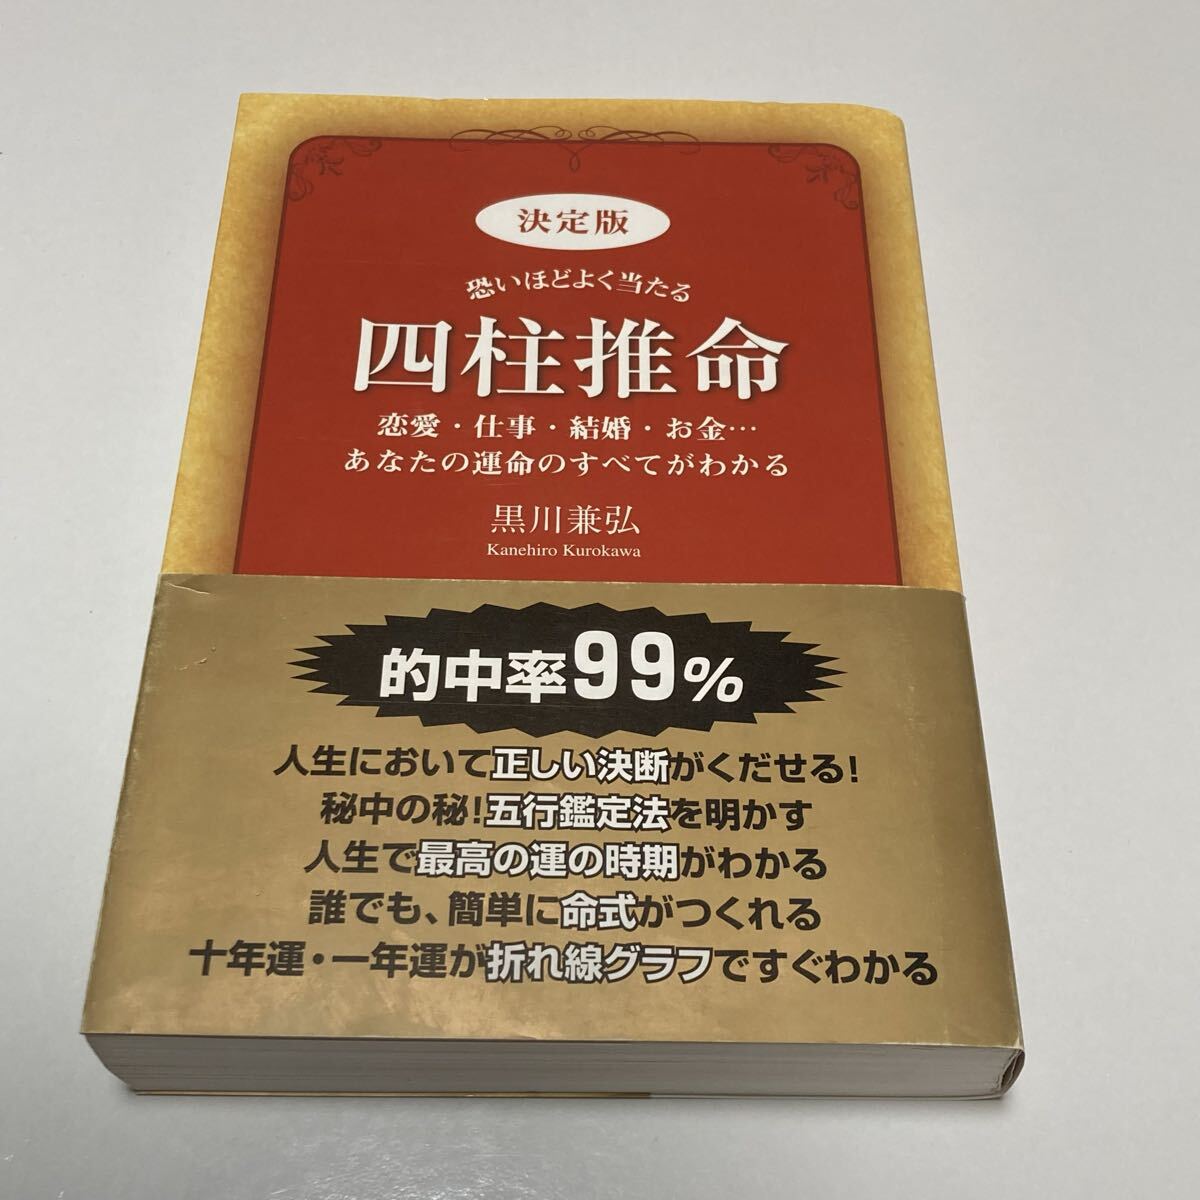 決定版
恐いほどよく当たる
四柱推命
恋愛・仕事・結婚・お金…
あなたの運命のすべてがわかる
黒川兼弘
Kanehiro Kurokawa
的中率99%
人生において正しい決断がくだせる!
秘中の秘!五行鑑定法を明かす
人生で最高の運の時期がわかる
誰でも、簡単に命式がつくれる
十年運・一年運が折れ線グラフですぐわかる